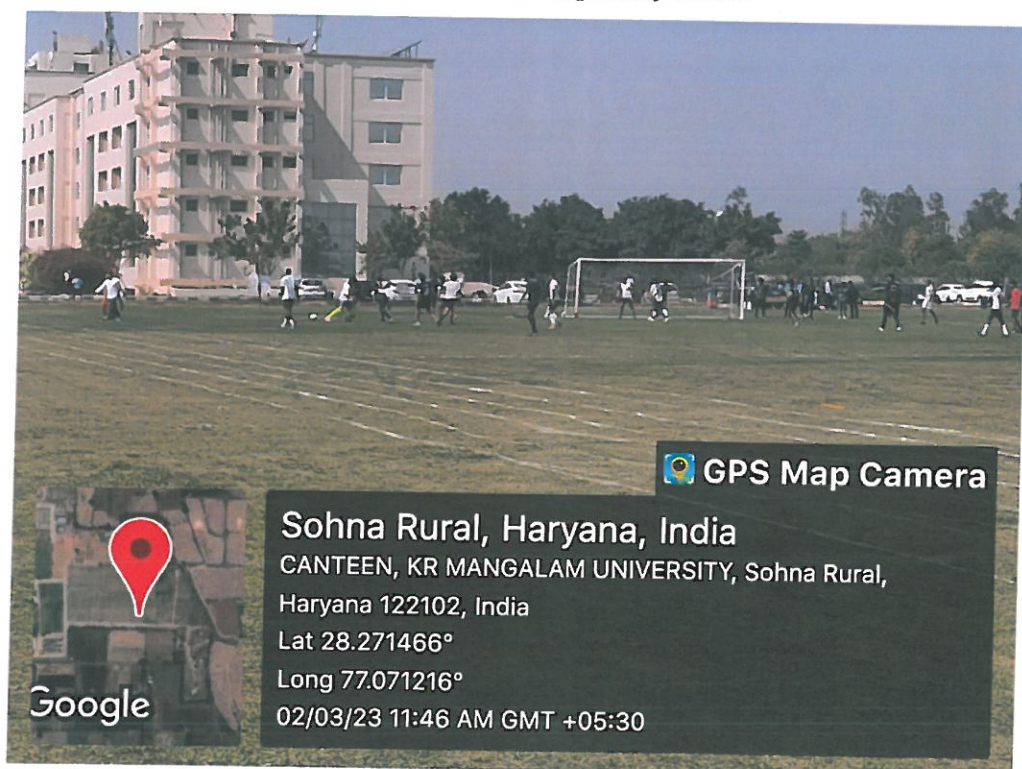 GPS Map Camera
Sohna Rural, Haryana, India
CANTEEN, KR MANGALAM UNIVERSITY, Sohna Rural,
Haryana 122102, India
Lat 28.271466°
Long 77.071216°
02/03/23 11:46 AM GMT +05:30
Google